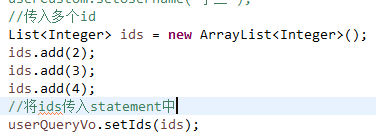 //传入多个id
List<Integer> ids = new ArrayList<Integer>();
ids.add(2);
ids.add(3);
ids.add(4);
//将ids传入statement中
userQueryVo.setIds(ids);